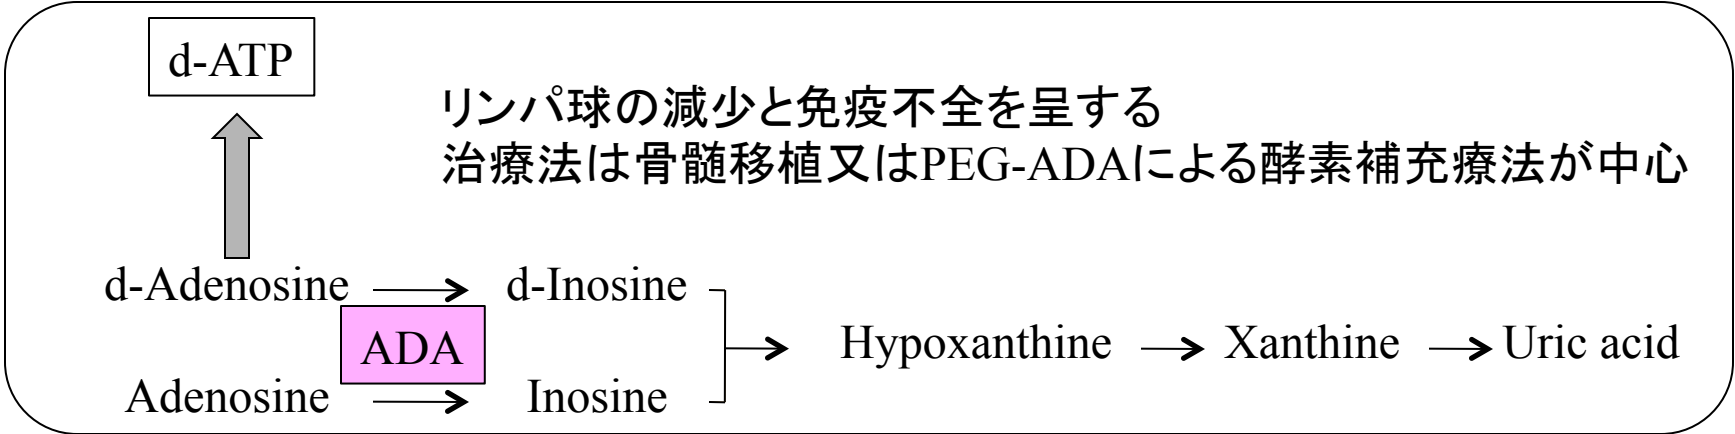 d-ATP
リンパ球の減少と免疫不全を呈する
治療法は骨髄移植又はPEG-ADAによる酵素補充療法が中心
d-Adenosine
d-Inosine
ADA
Hypoxanthine
Xanthine
Uric acid
Adenosine
Inosine